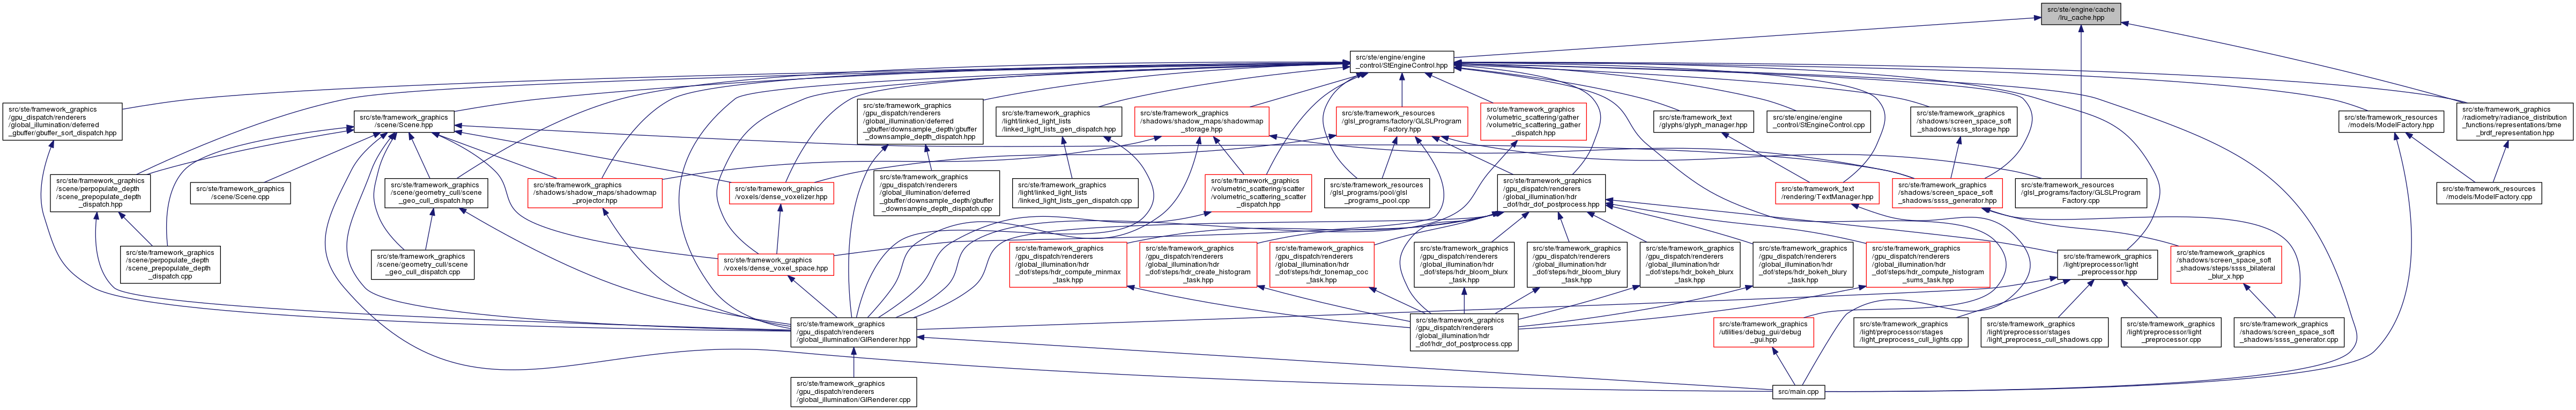 src/ste/engine/cache
/lru_cache.hpp
src/ste/engine/engine
_control/StEngineControl.hpp
src/ste/framework_graphics
/gpu_dispatch/renderers
/global_illumination/deferred
_gbuffer/gbuffer_sort_dispatch.hpp
src/ste/framework_graphics
/scene/Scene.hpp
src/ste/framework_graphics
/gpu_dispatch/renderers
/global_illumination/deferred
_gbuffer/downsample_depth/gbuffer
_downsample_depth_dispatch.hpp
src/ste/framework_graphics
/light/linked_light_lists
/linked_light_lists_gen_dispatch.hpp
src/ste/framework_graphics
/shadows/shadow_maps/shadowmap
_storage.hpp
src/ste/framework_resources
/glsl_programs/factory/GLSLProgram
Factory.hpp
src/ste/framework_graphics
/volumetric_scattering/gather
/volumetric_scattering_gather
_dispatch.hpp
src/ste/framework_text
/glyphs/glyph_manager.hpp
src/ste/engine/engine
_control/StEngineControl.cpp
src/ste/framework_graphics
/shadows/screen_space_soft
_shadows/ssss_storage.hpp
src/ste/framework_resources
/models/ModelFactory.hpp
src/ste/framework_graphics
/radiometry/radiance_distribution
_functions/representations/bme
_brdf_representation.hpp
src/ste/framework_graphics
/scene/perpopulate_depth
/scene_prepopulate_depth
_dispatch.hpp
src/ste/framework_graphics
/scene/Scene.cpp
src/ste/framework_graphics
/scene/geometry_cull/scene
_geo_cull_dispatch.hpp
src/ste/framework_graphics
/shadows/shadow_maps/shadowmap
_projector.hpp
src/ste/framework_graphics
/voxels/dense_voxelizer.hpp
src/ste/framework_graphics
/gpu_dispatch/renderers
/global_illumination/deferred
_gbuffer/downsample_depth/gbuffer
_downsample_depth_dispatch.cpp
src/ste/framework_graphics
/light/linked_light_lists
/linked_light_lists_gen_dispatch.cpp
src/ste/framework_graphics
/volumetric_scattering/scatter
/volumetric_scattering_scatter
_dispatch.hpp
src/ste/framework_resources
/glsl_programs/pool/glsl
_programs_pool.cpp
src/ste/framework_graphics
/gpu_dispatch/renderers
/global_illumination/hdr
_dof/hdr_dof_postprocess.hpp
src/ste/framework_text
/rendering/TextManager.hpp
src/ste/framework_graphics
/shadows/screen_space_soft
_shadows/ssss_generator.hpp
src/ste/framework_resources
/glsl_programs/factory/GLSLProgram
Factory.cpp
src/ste/framework_resources
/models/ModelFactory.cpp
src/ste/framework_graphics
/scene/perpopulate_depth
/scene_prepopulate_depth
_dispatch.cpp
src/ste/framework_graphics
/scene/geometry_cull/scene
_geo_cull_dispatch.cpp
src/ste/framework_graphics
/voxels/dense_voxel_space.hpp
src/ste/framework_graphics
/gpu_dispatch/renderers
/global_illumination/hdr
_dof/steps/hdr_compute_minmax
_task.hpp
src/ste/framework_graphics
/gpu_dispatch/renderers
/global_illumination/hdr
_dof/steps/hdr_create_histogram
_task.hpp
src/ste/framework_graphics
/gpu_dispatch/renderers
/global_illumination/hdr
_dof/steps/hdr_tonemap_coc
_task.hpp
src/ste/framework_graphics
/gpu_dispatch/renderers
/global_illumination/hdr
_dof/steps/hdr_bloom_blurx
_task.hpp
src/ste/framework_graphics
/gpu_dispatch/renderers
/global_illumination/hdr
_dof/steps/hdr_bloom_blury
_task.hpp
src/ste/framework_graphics
/gpu_dispatch/renderers
/global_illumination/hdr
_dof/steps/hdr_bokeh_blurx
_task.hpp
src/ste/framework_graphics
/gpu_dispatch/renderers
/global_illumination/hdr
_dof/steps/hdr_bokeh_blury
_task.hpp
src/ste/framework_graphics
/gpu_dispatch/renderers
/global_illumination/hdr
_dof/steps/hdr_compute_histogram
_sums_task.hpp
src/ste/framework_graphics
/light/preprocessor/light
_preprocessor.hpp
src/ste/framework_graphics
/shadows/screen_space_soft
_shadows/steps/ssss_bilateral
_blur_x.hpp
src/ste/framework_graphics
/gpu_dispatch/renderers
/global_illumination/GIRenderer.hpp
src/ste/framework_graphics
/gpu_dispatch/renderers
/global_illumination/hdr
_dof/hdr_dof_postprocess.cpp
src/ste/framework_graphics
/utilities/debug_gui/debug
_gui.hpp
src/ste/framework_graphics
/light/preprocessor/stages
/light_preprocess_cull_lights.cpp
src/ste/framework_graphics
/light/preprocessor/stages
/light_preprocess_cull_shadows.cpp
src/ste/framework_graphics
/light/preprocessor/light
_preprocessor.cpp
src/ste/framework_graphics
/shadows/screen_space_soft
_shadows/ssss_generator.cpp
src/ste/framework_graphics
/gpu_dispatch/renderers
/global_illumination/GIRenderer.cpp
src/main.cpp